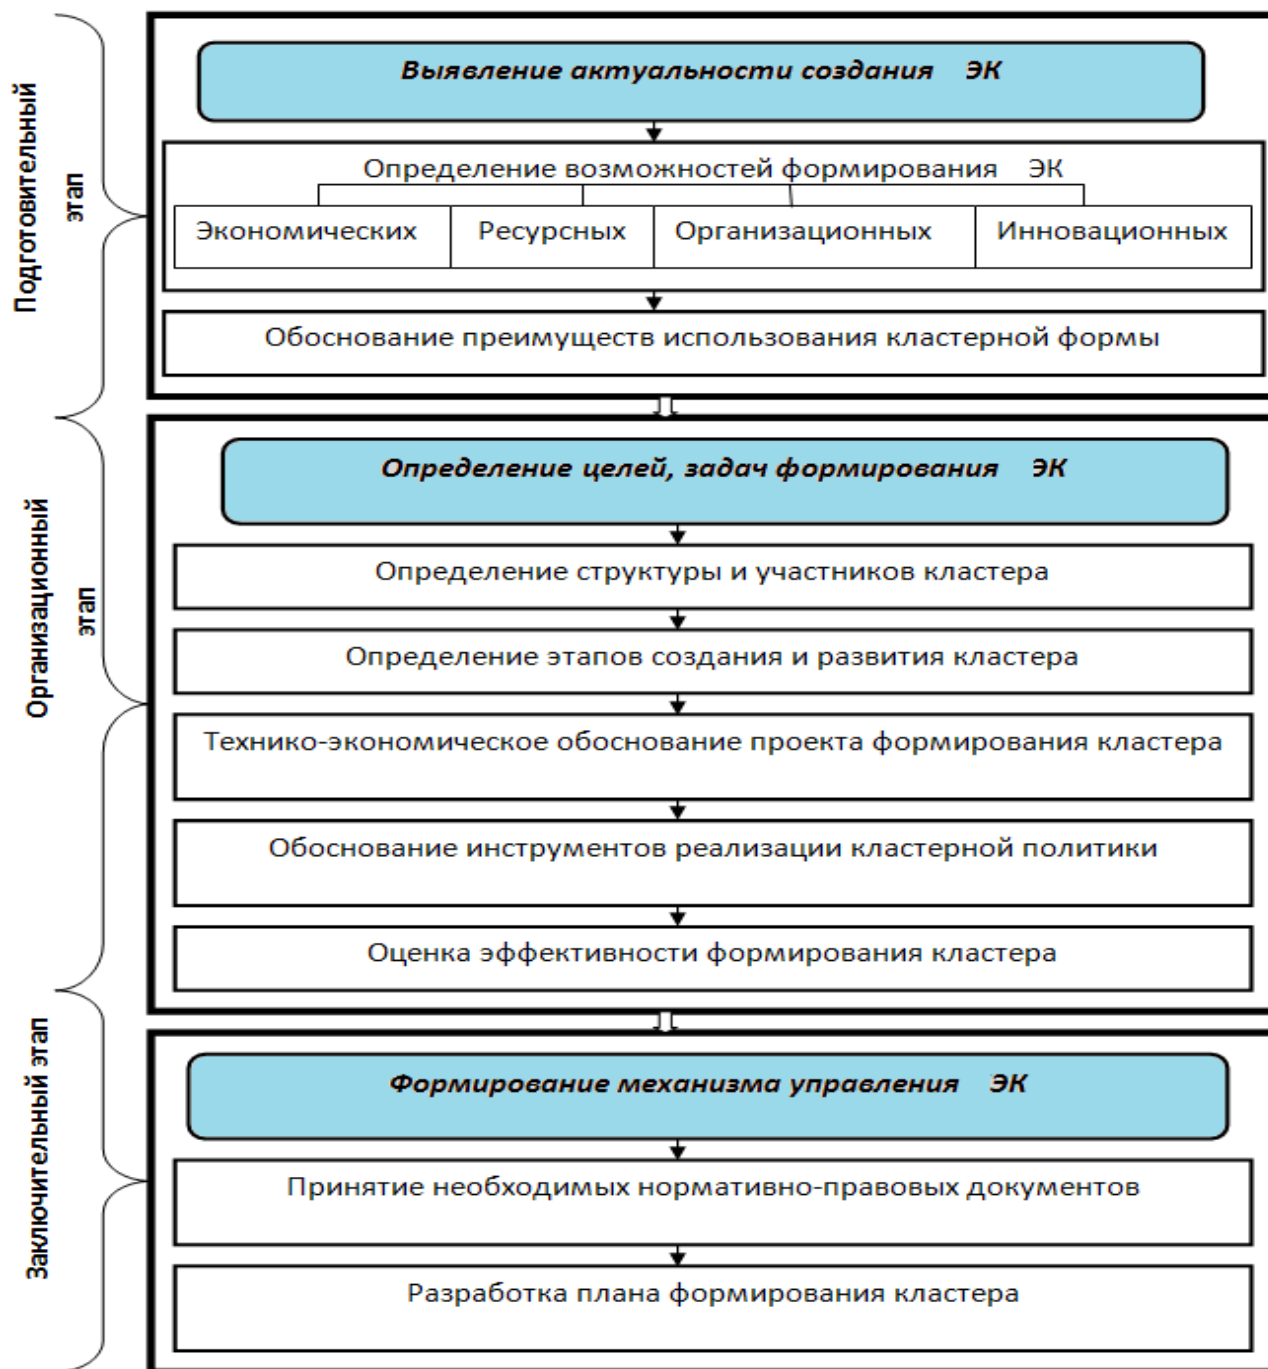 Подготовительный
этап
Выявление актуальности создания ЭК
Определение возможностей формирования ЭК
Экономических
Ресурсных
Организационных
Инновационных
Обоснование преимуществ использования кластерной формы
Организационный
этап
Определение целей, задач формирования ЭК
Определение структуры и участников кластера
Определение этапов создания и развития кластера
Технико-экономическое обоснование проекта формирования кластера
Обоснование инструментов реализации кластерной политики
Оценка эффективности формирования кластера
Заключительный этап
Формирование механизма управления ЭК
Принятие необходимых нормативно-правовых документов
Разработка плана формирования кластера